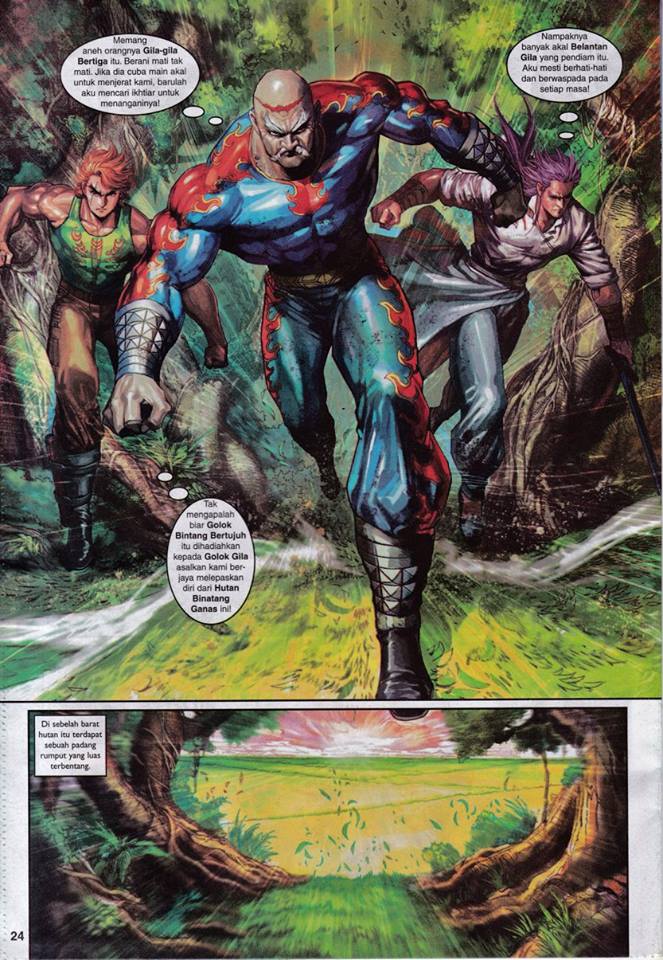 Memang
aneh orangnya Gila-gila
Bertiga itu. Berani mati tak
mati. Jika dia cuba main akal
untuk menjerat kami, barulah
aku mencari ikhtiar untuk
menanganinya!
Nampaknya
banyak akal Belantan
Gila yang pendiam itu.
Aku mesti berhati-hati
dan berwaspada pada
setiap masa!
Tak
mengapalah
biar Golok
Bintang Bertujuh
itu dihadiahkan
kepada Golok Gila
asalkan kami ber-
jaya melepaskan
diri dari Hutan
Binatang
Ganas ini!
Di sebelah barat
hutan itu terdapat
sebuah padang
rumput yang luas
terbentang.
24